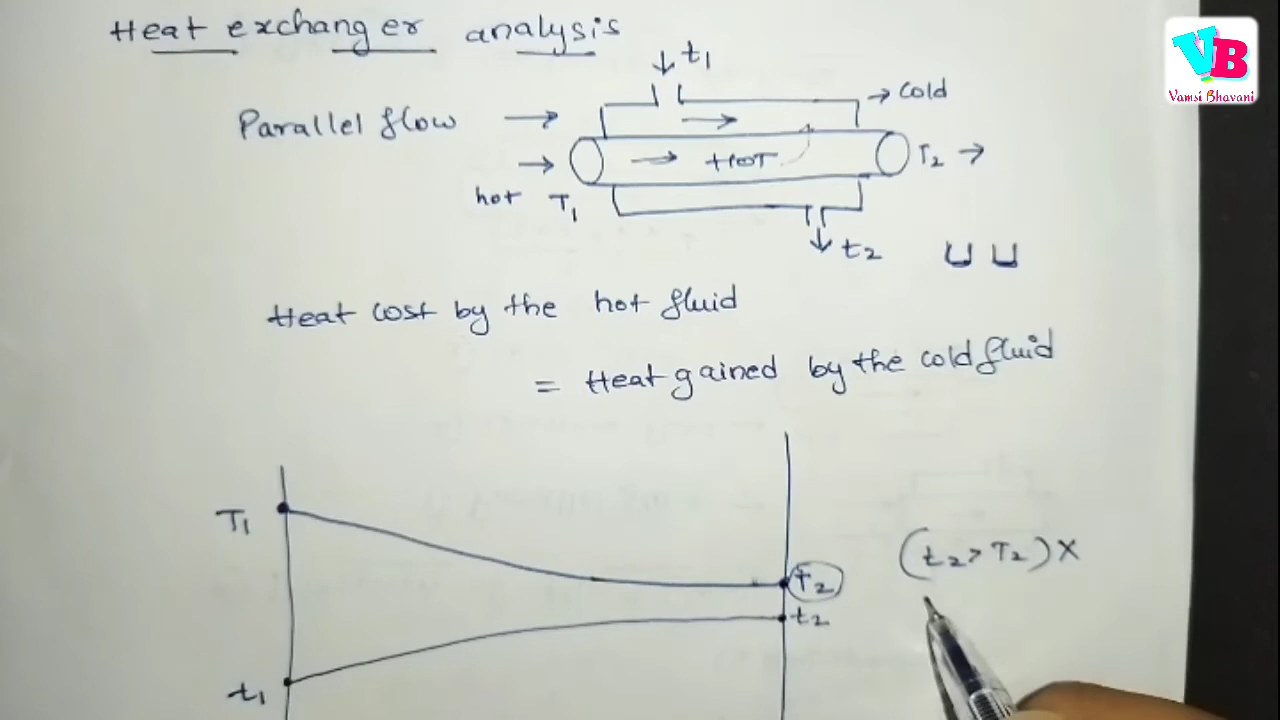 Heat exchanger analysis
VB
Vamsi Bhavani
t1
Parallel flow
Cold
HOT
T2
hot T1
t2
Heat cost by the hot fluid
= Heat gained by the cold fluid
T1
T2
(t2 > T2) X
t2
t1